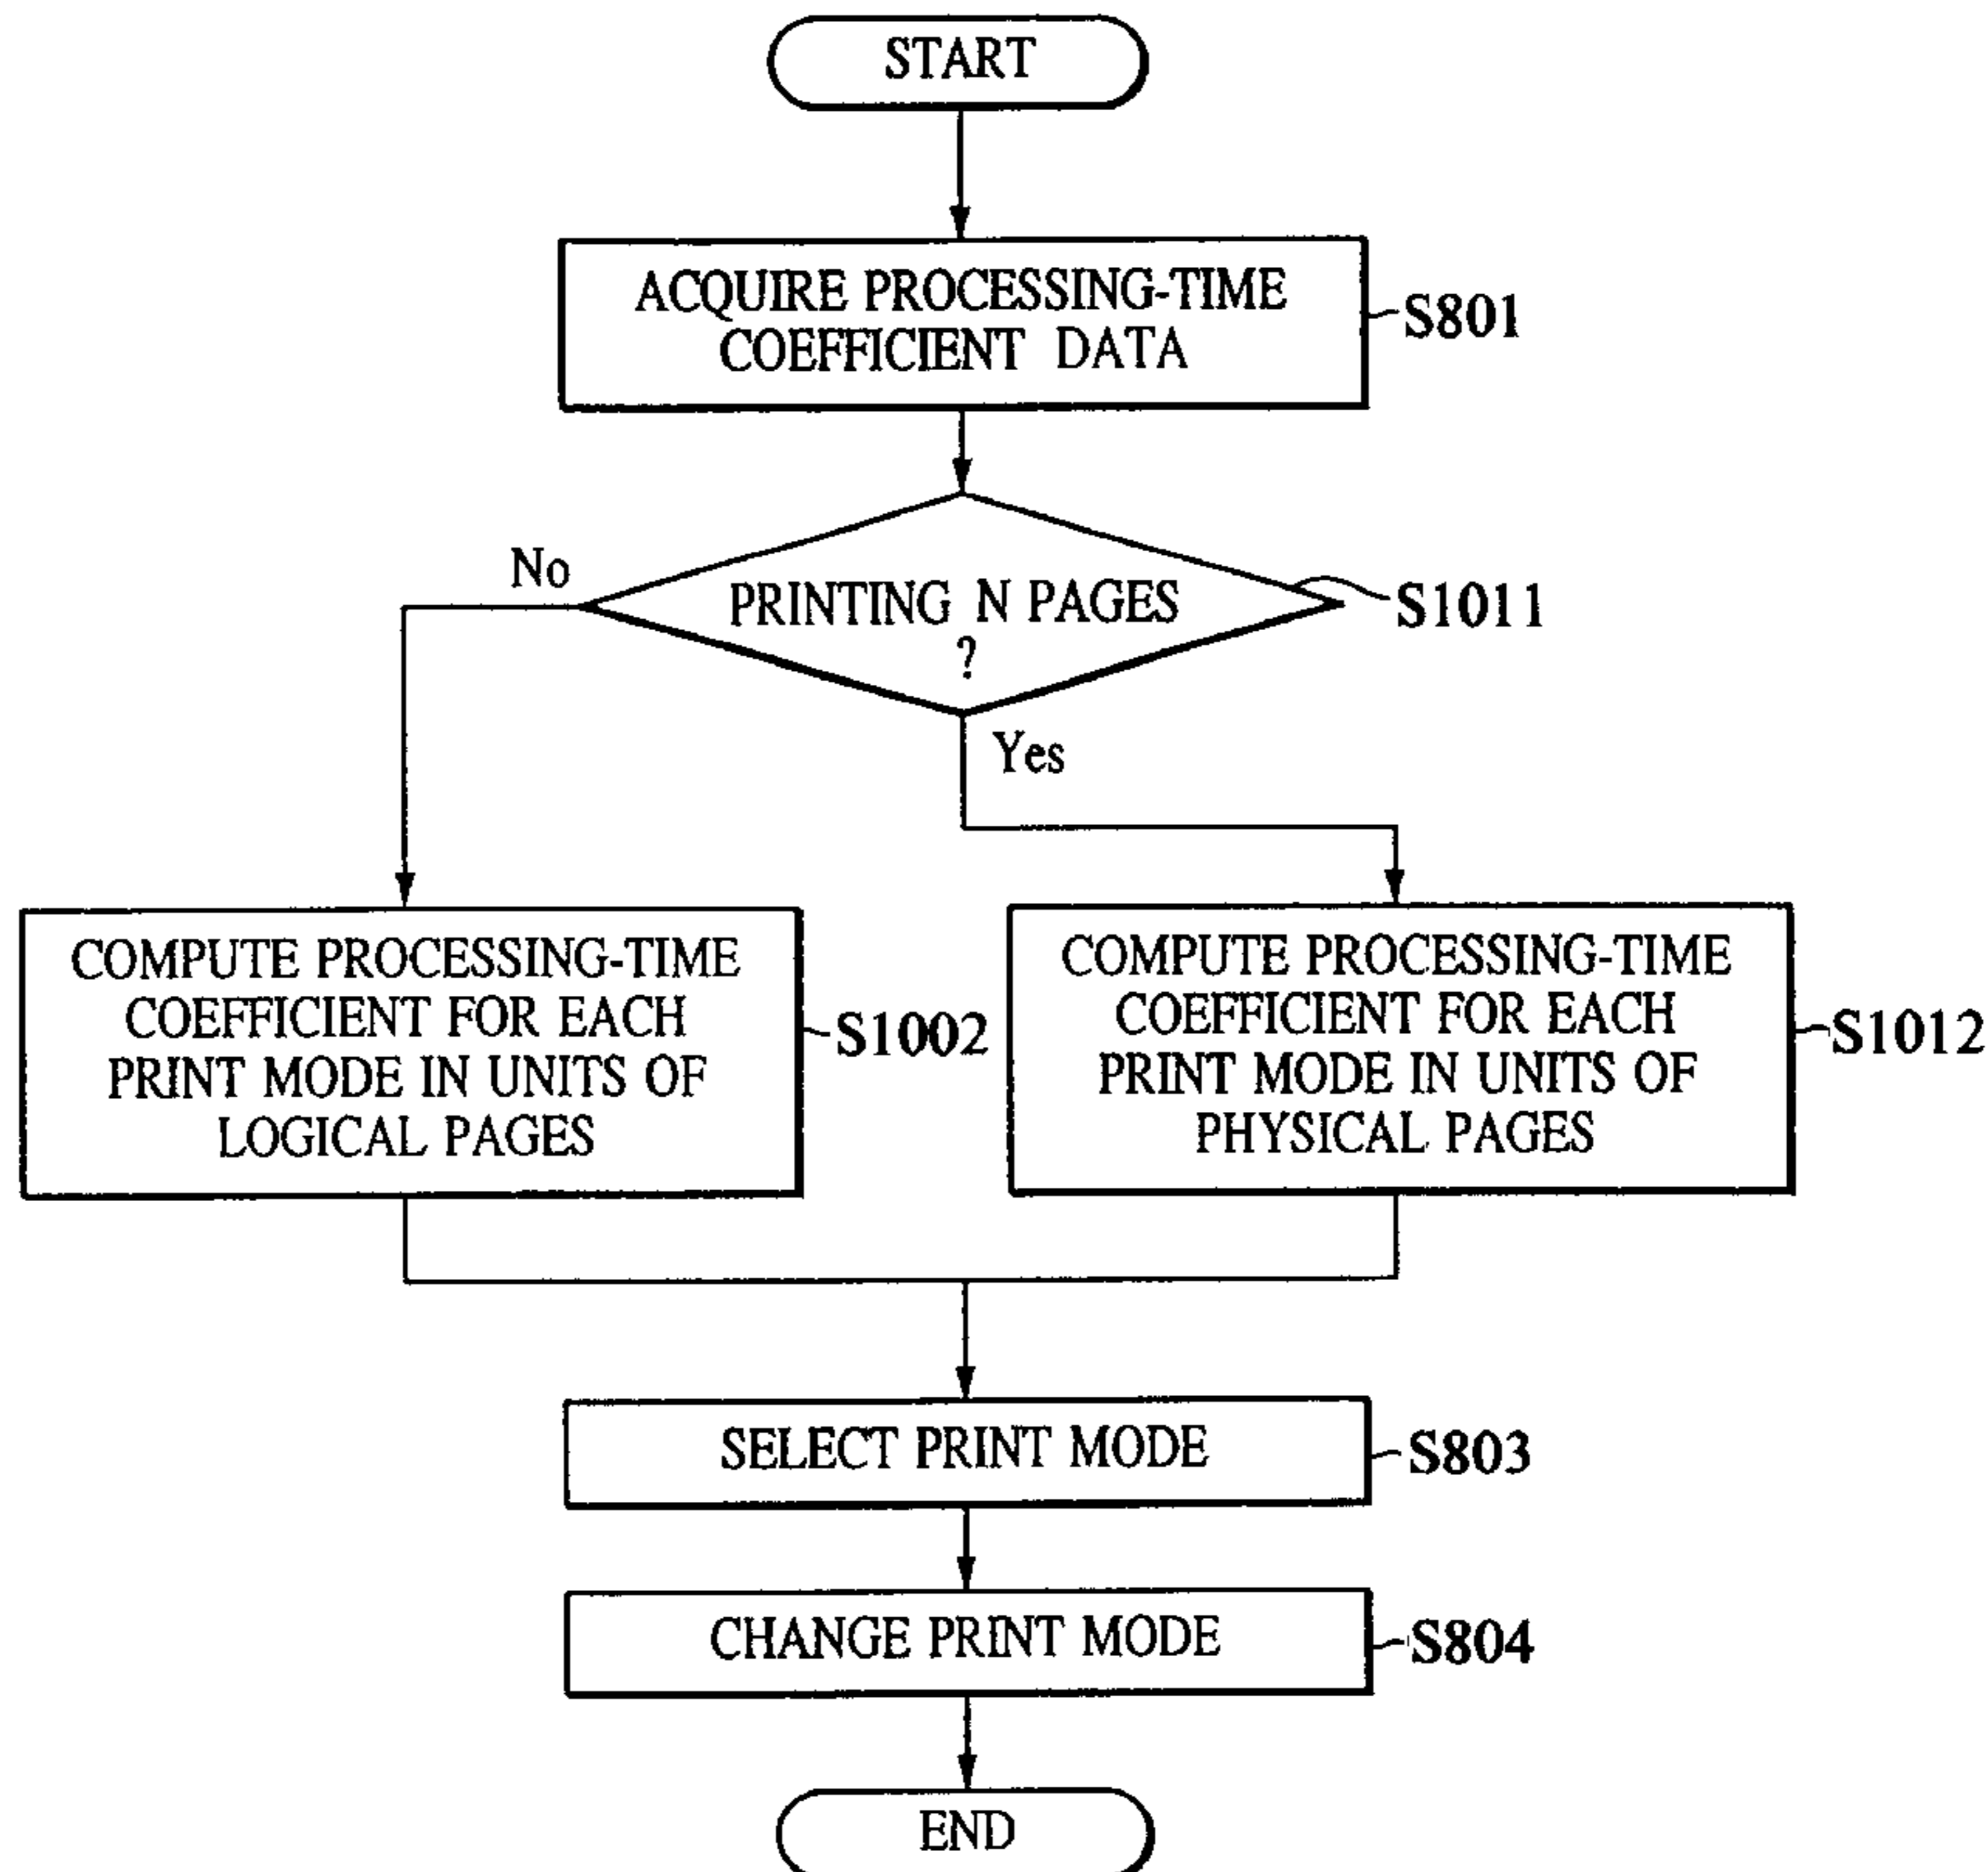 START
ACQUIRE PROCESSING-TIME
COEFFICIENT DATA
S801
No
PRINTING N PAGES
?
S1011
Yes
COMPUTE PROCESSING-TIME
COEFFICIENT FOR EACH
PRINT MODE IN UNITS OF
LOGICAL PAGES
S1002
COMPUTE PROCESSING-TIME
COEFFICIENT FOR EACH
PRINT MODE IN UNITS OF
PHYSICAL PAGES
S1012
SELECT PRINT MODE
S803
CHANGE PRINT MODE
S804
END